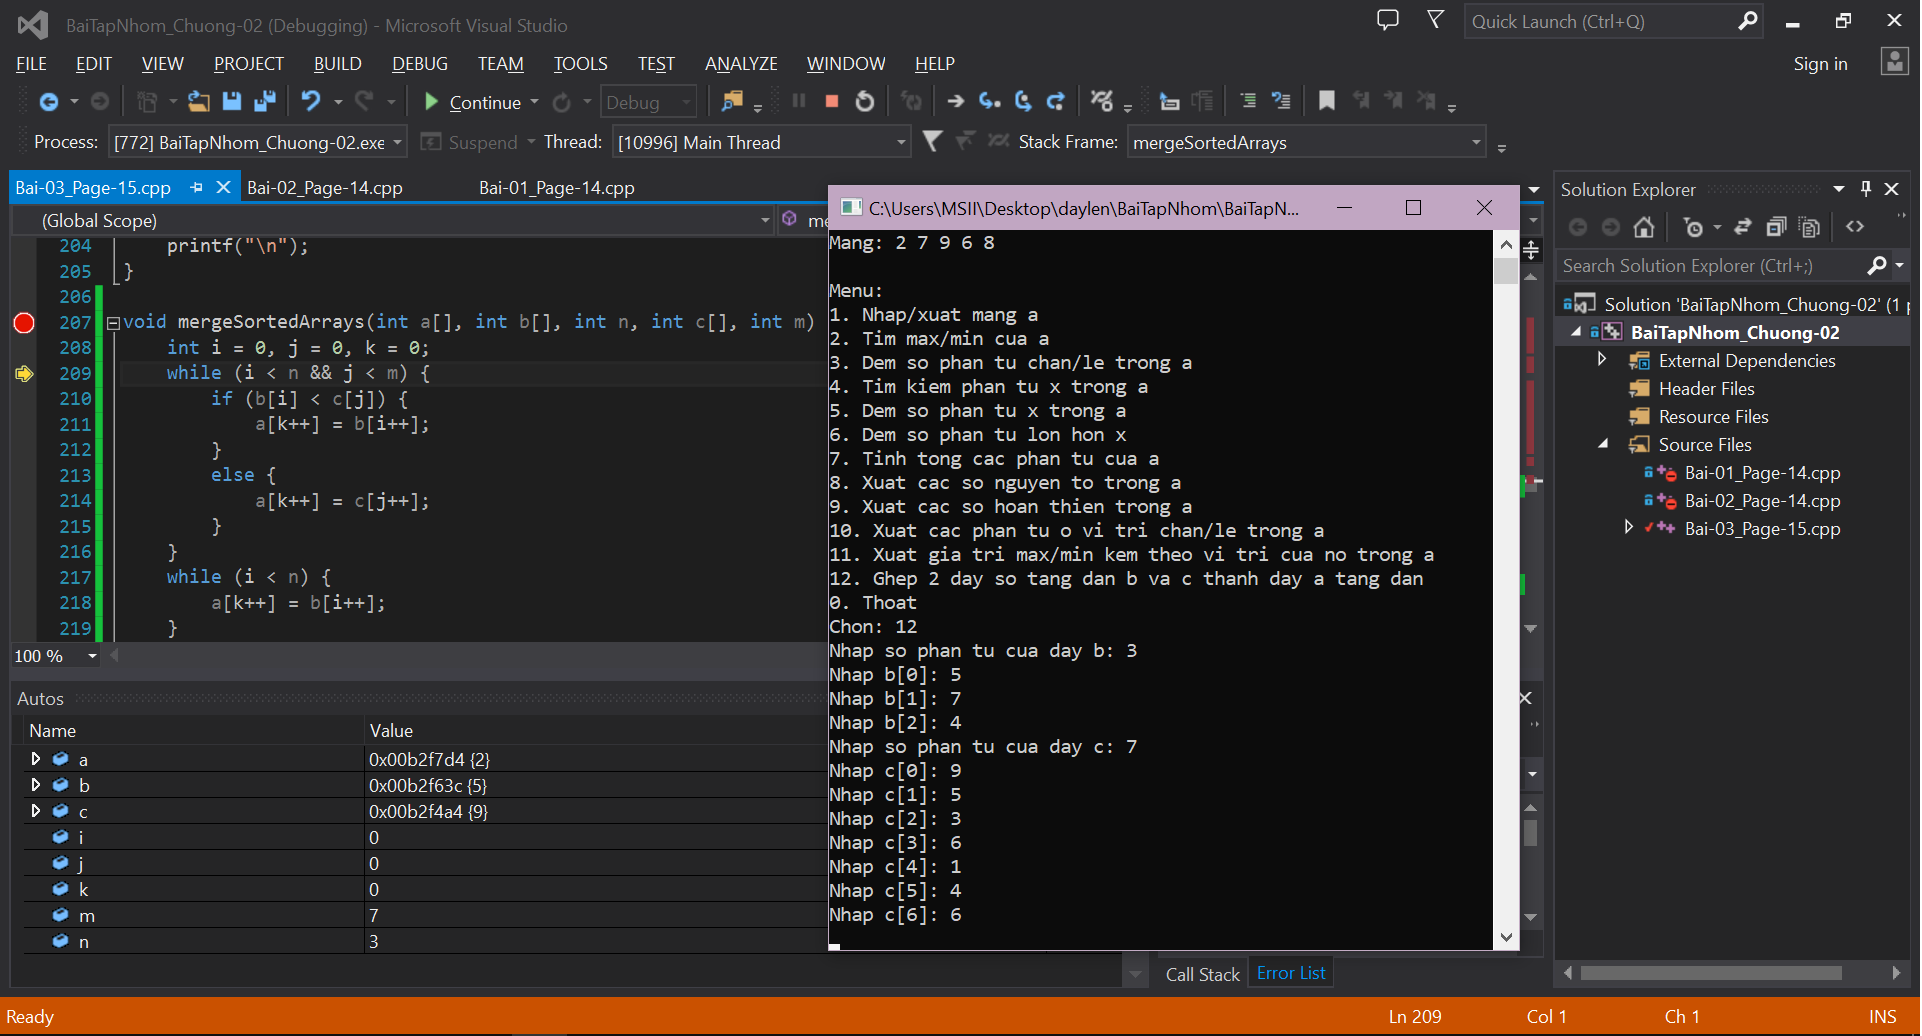 BaiTapNhom_Chuong-02 (Debugging) - Microsoft Visual Studio
Quick Launch (Ctrl+Q)
FILE EDIT VIEW PROJECT BUILD DEBUG TEAM TOOLS TEST ANALYZE WINDOW HELP
Sign in
Continue
Debug
Process: [772] BaiTapNhom_Chuong-02.exe Suspend Thread: [10996] Main Thread Stack Frame: mergeSortedArrays
Bai-03_Page-15.cpp Bai-02_Page-14.cpp Bai-01_Page-14.cpp
(Global Scope)
204 printf("\n");
205 }
206
207 void mergeSortedArrays(int a[], int b[], int n, int c[], int m)
208 int i = 0, j = 0, k = 0;
209 while (i < n && j < m) {
210 if (b[i] < c[j]) {
211 a[k++] = b[i++];
212 }
213 else {
214 a[k++] = c[j++];
215 }
216 }
217 while (i < n) {
218 a[k++] = b[i++];
219 }
100 %
Autos
Name Value
a 0x00b2f7d4 {2}
b 0x00b2f63c {5}
c 0x00b2f4a4 {9}
i 0
j 0
k 0
m 7
n 3
C:\Users\MSII\Desktop\daylen\BaiTapNhom\BaiTapN...
Mang: 2 7 9 6 8
Menu:
1. Nhap/xuat mang a
2. Tim max/min cua a
3. Dem so phan tu chan/le trong a
4. Tim kiem phan tu x trong a
5. Dem so phan tu x trong a
6. Dem so phan tu lon hon x
7. Tinh tong cac phan tu cua a
8. Xuat cac so nguyen to trong a
9. Xuat cac so hoan thien trong a
10. Xuat cac phan tu o vi tri chan/le trong a
11. Xuat gia tri max/min kem theo vi tri cua no trong a
12. Ghep 2 day so tang dan b va c thanh day a tang dan
0. Thoat
Chon: 12
Nhap so phan tu cua day b: 3
Nhap b[0]: 5
Nhap b[1]: 7
Nhap b[2]: 4
Nhap so phan tu cua day c: 7
Nhap c[0]: 9
Nhap c[1]: 5
Nhap c[2]: 3
Nhap c[3]: 6
Nhap c[4]: 1
Nhap c[5]: 4
Nhap c[6]: 6
Call Stack Error List
Solution Explorer
Search Solution Explorer (Ctrl+;)
Solution 'BaiTapNhom_Chuong-02' (1
BaiTapNhom_Chuong-02
External Dependencies
Header Files
Resource Files
Source Files
Bai-01_Page-14.cpp
Bai-02_Page-14.cpp
Bai-03_Page-15.cpp
Ready
Ln 209 Col 1 Ch 1 INS